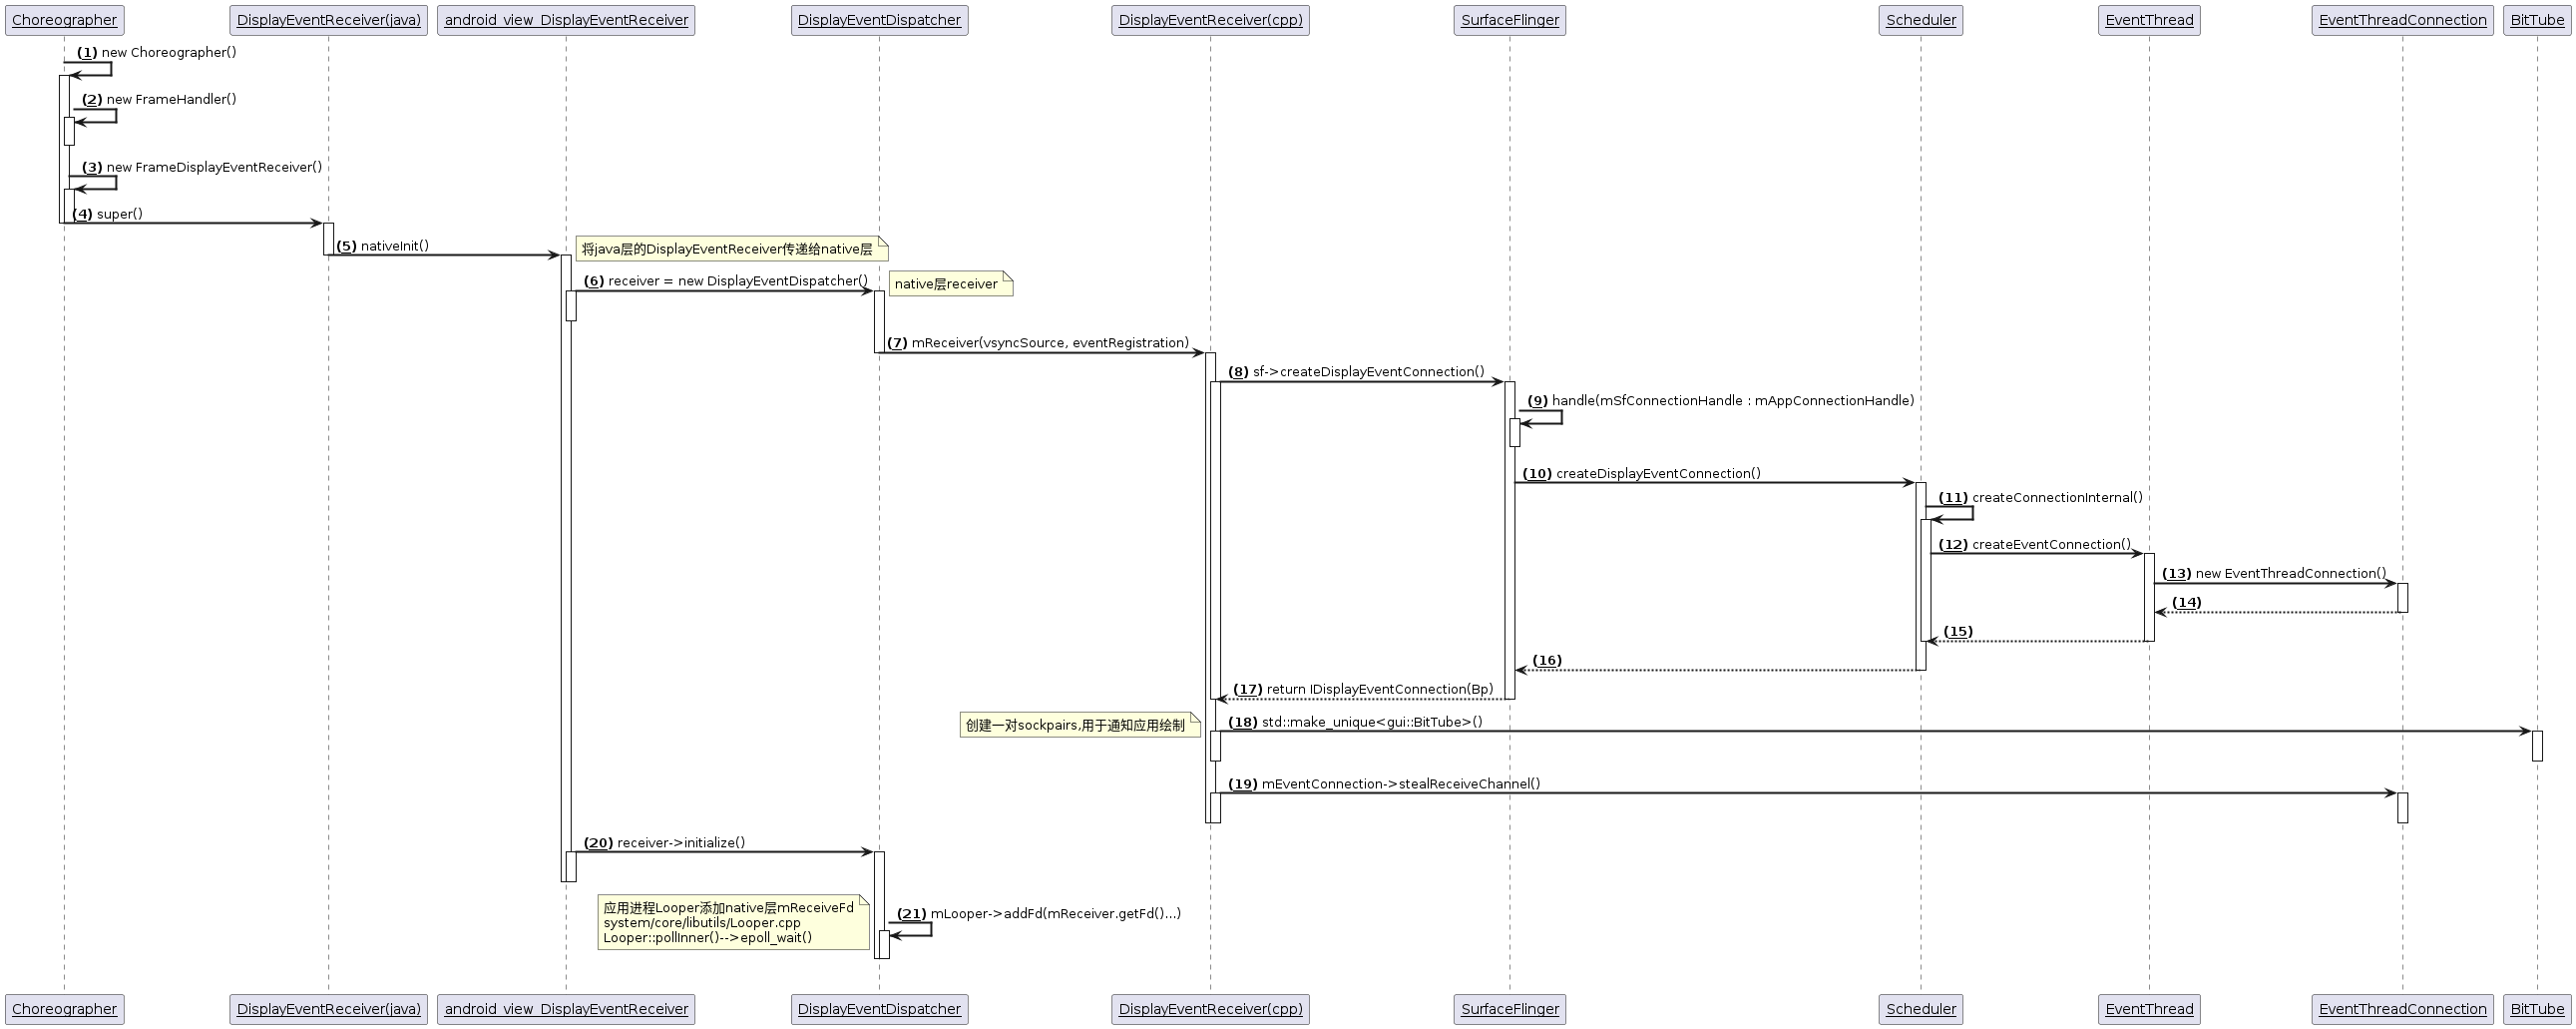 Choreographer
DisplayEventReceiver(java)
android_view_DisplayEventReceiver
DisplayEventDispatcher
DisplayEventReceiver(cpp)
SurfaceFlinger
Scheduler
EventThread
EventThreadConnection
BitTube
(1) new Choreographer()
(2) new FrameHandler()
(3) new FrameDisplayEventReceiver()
(4) super()
(5) nativeInit()
将java层的DisplayEventReceiver传递给native层
(6) receiver = new DisplayEventDispatcher()
native层receiver
(7) mReceiver(vsyncSource, eventRegistration)
(8) sf->createDisplayEventConnection()
(9) handle(mSfConnectionHandle : mAppConnectionHandle)
(10) createDisplayEventConnection()
(11) createConnectionInternal()
(12) createEventConnection()
(13) new EventThreadConnection()
(14)
(15)
(16)
(17) return IDisplayEventConnection(Bp)
创建一对sockpairs,用于通知应用绘制
(18) std::make_unique<gui::BitTube>()
(19) mEventConnection->stealReceiveChannel()
(20) receiver->initialize()
应用进程Looper添加native层mReceiveFd
system/core/libutils/Looper.cpp
Looper::pollInner()-->epoll_wait()
(21) mLooper->addFd(mReceiver.getFd()...)
Choreographer
DisplayEventReceiver(java)
android_view_DisplayEventReceiver
DisplayEventDispatcher
DisplayEventReceiver(cpp)
SurfaceFlinger
Scheduler
EventThread
EventThreadConnection
BitTube